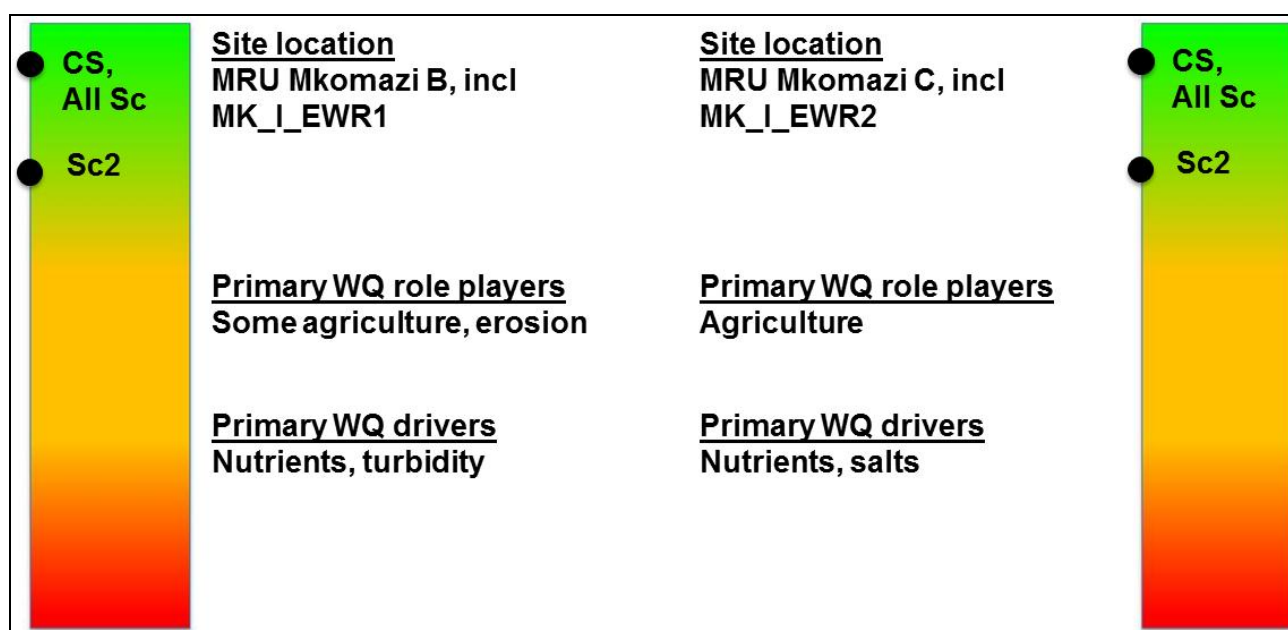 CS,
All Sc
Sc2
Site location
MRU Mkomazi B, incl
MK_I_EWR1
Primary WQ role players
Some agriculture, erosion
Primary WQ drivers
Nutrients, turbidity
Site location
MRU Mkomazi C, incl
MK_I_EWR2
Primary WQ role players
Agriculture
Primary WQ drivers
Nutrients, salts
CS,
All Sc
Sc2